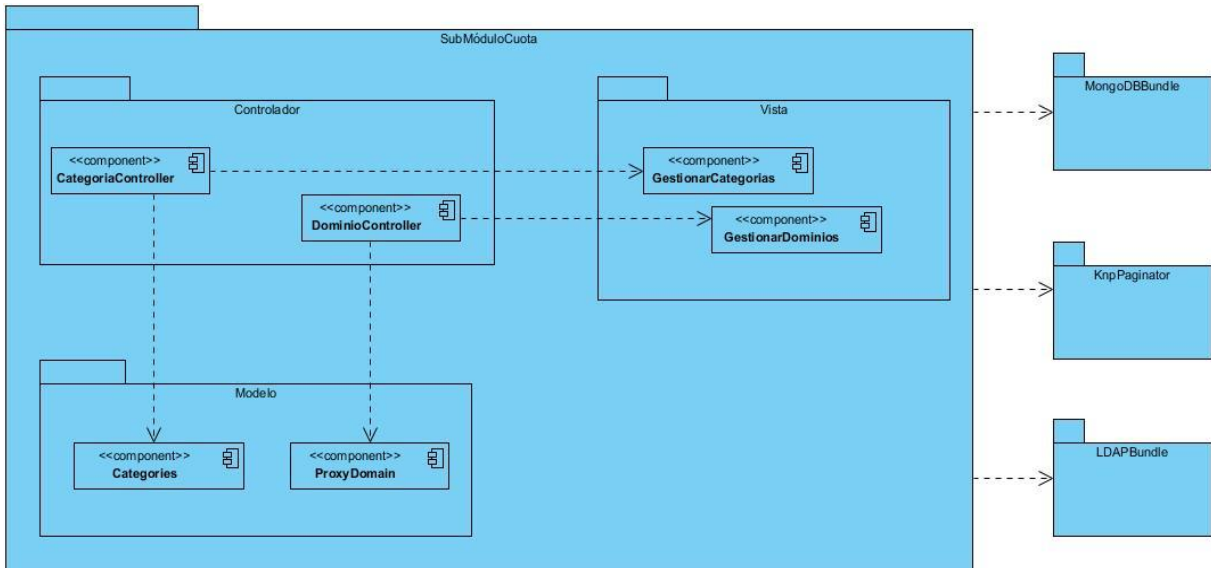 SubMóduloCuota
Controlador
<<component>>
CategoriaController
<<component>>
DominioController
Vista
<<component>>
GestionarCategorias
<<component>>
GestionarDominios
Modelo
<<component>>
Categories
<<component>>
ProxyDomain
MongoDBBundle
KnpPaginator
LDAPBundle